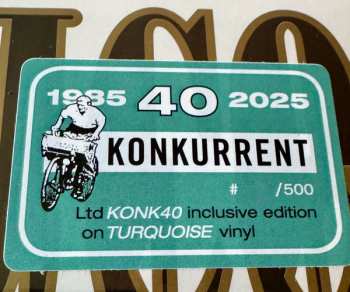 1985 40 2025
KONKURRENT
# /500
Ltd KONK40 inclusive edition
on TURQUOISE vinyl